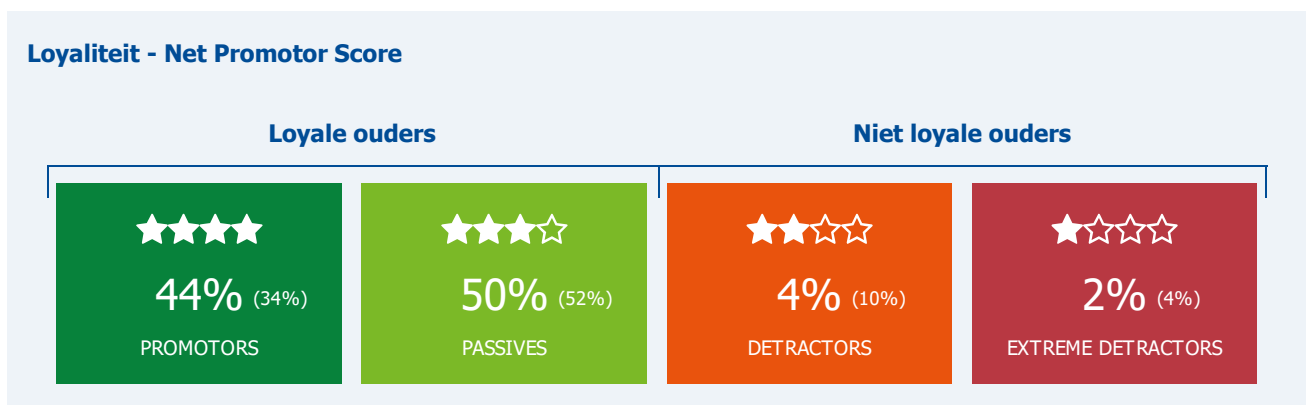 Loyaliteit - Net Promotor Score
Loyale ouders
Niet loyale ouders
44% (34%)
PROMOTORS
50% (52%)
PASSIVES
4% (10%)
DETRACTORS
2% (4%)
EXTREME DETRACTORS